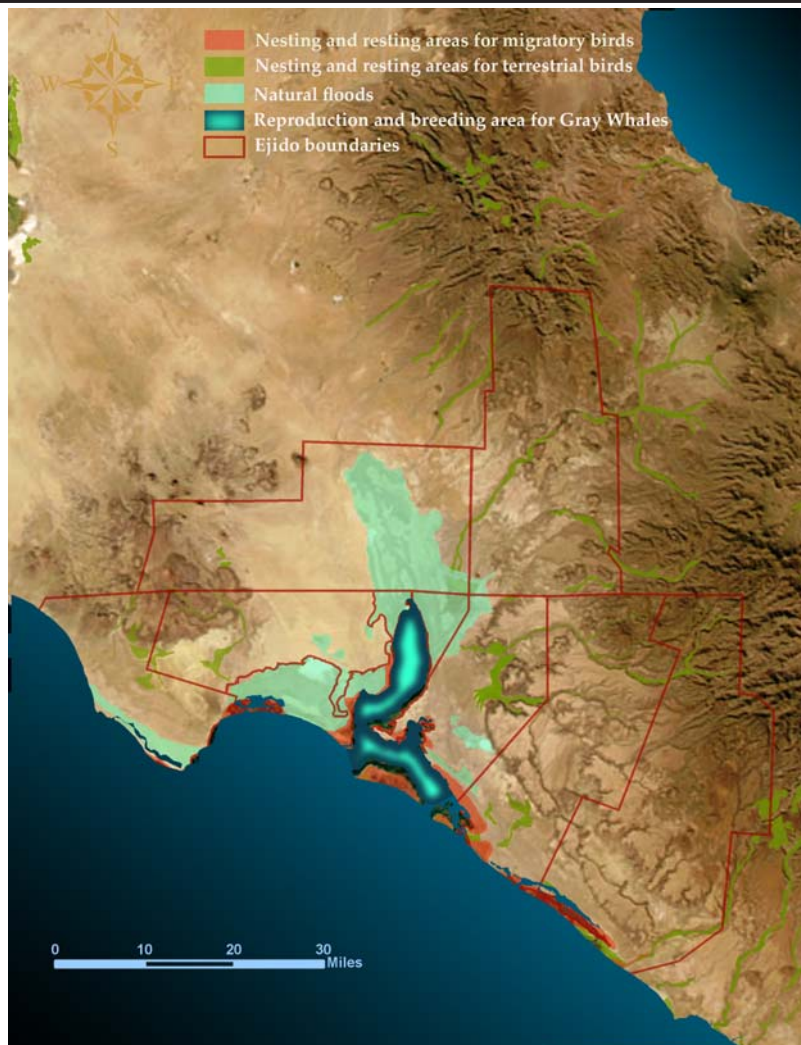 N
W
E
S
Nesting and resting areas for migratory birds
Nesting and resting areas for terrestrial birds
Natural floods
Reproduction and breeding area for Gray Whales
Ejido boundaries
0 10 20 30
Miles